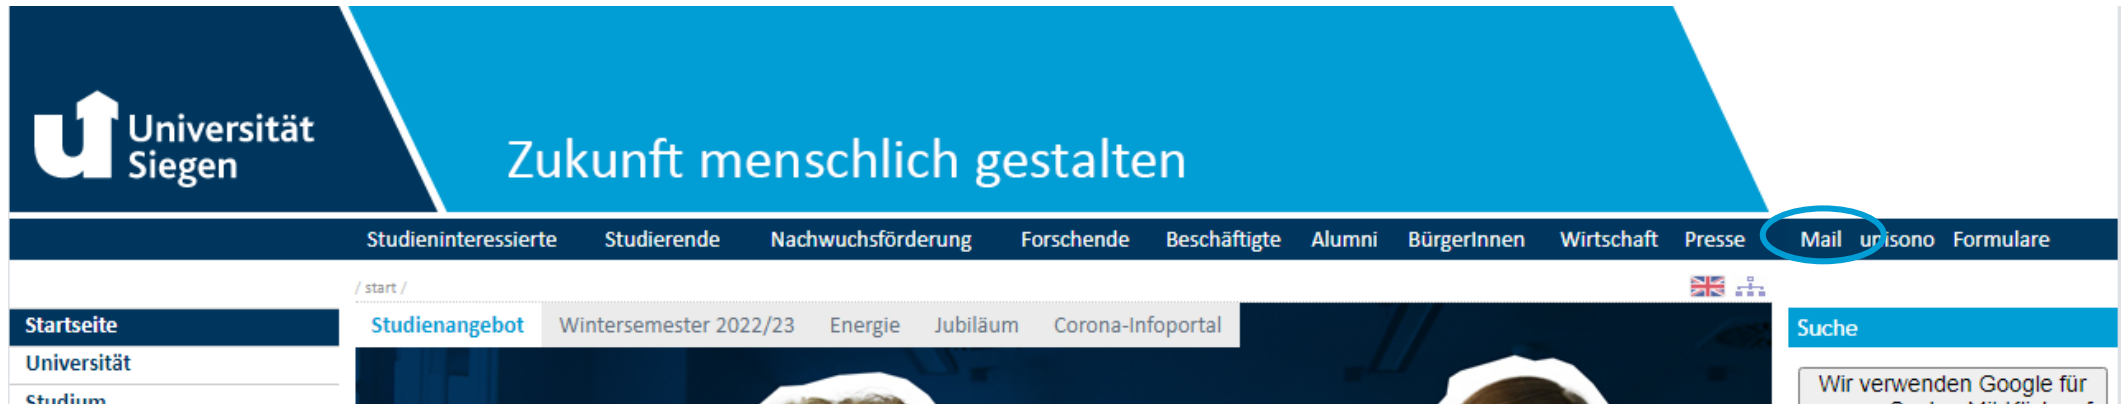 Universität
Siegen
Zukunft menschlich gestalten
Studieninteressierte Studierende Nachwuchsförderung Forschende Beschäftigte Alumni BürgerInnen Wirtschaft Presse Mail unisono Formulare
/ start /
Startseite
Studienangebot Wintersemester 2022/23 Energie Jubiläum Corona-Infoportal
Suche
Universität
Wir verwenden Google für
Studium